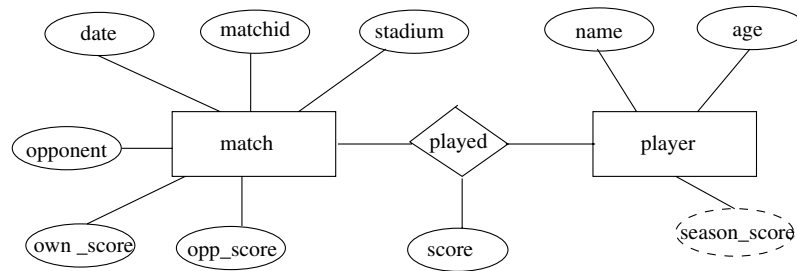 date
matchid
stadium
name
age
opponent
match
played
player
own _score
opp_score
score
season_score